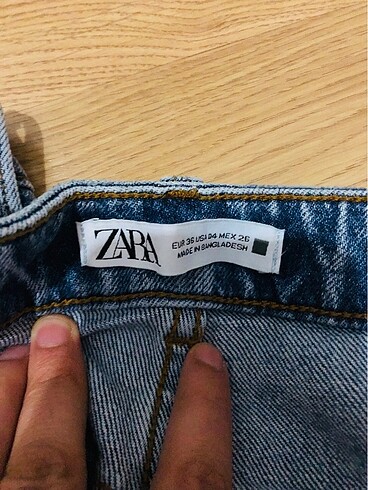 ZARA
EUR 36 USA 04 MEX 26
MADE IN BANGLADESH